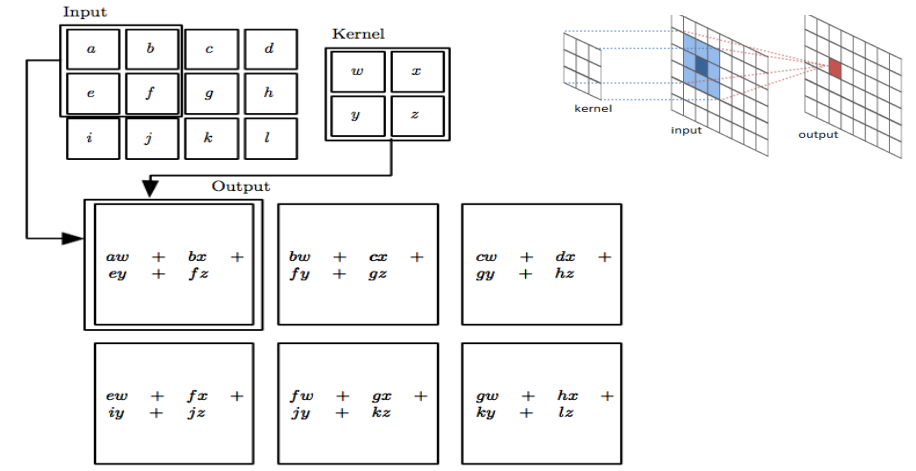 Input
a b c d
e f g h
i j k l
Kernel
w x
y z
kernel
input
output
Output
aw + bx +
ey + fz
bw + cx +
fy + gz
cw + dx +
gy + hz
ew + fx +
iy + jz
fw + gx +
jy + kz
gw + hx +
ky + lz